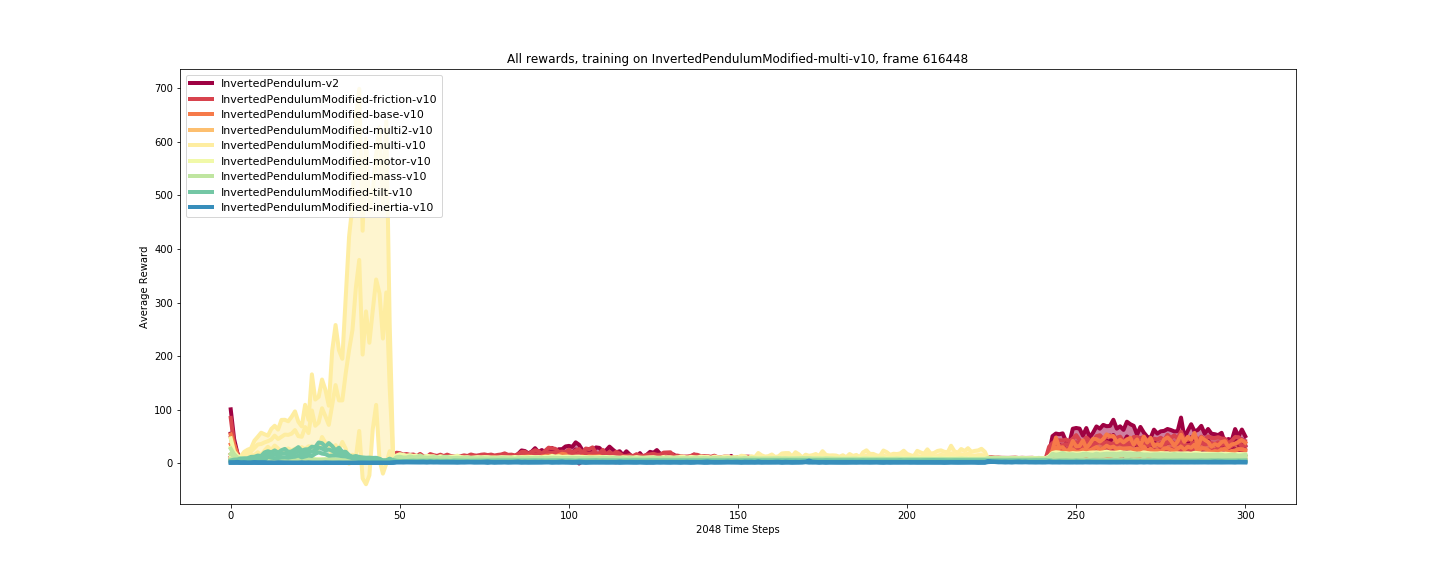 All rewards, training on InvertedPendulumModified-multi-v10, frame 616448
InvertedPendulum-v2
InvertedPendulumModified-friction-v10
InvertedPendulumModified-base-v10
InvertedPendulumModified-multi2-v10
InvertedPendulumModified-multi-v10
InvertedPendulumModified-motor-v10
InvertedPendulumModified-mass-v10
InvertedPendulumModified-tilt-v10
InvertedPendulumModified-inertia-v10
700
600
500
400
300
200
100
0
Average Reward
0 50 100 150 200 250 300
2048 Time Steps